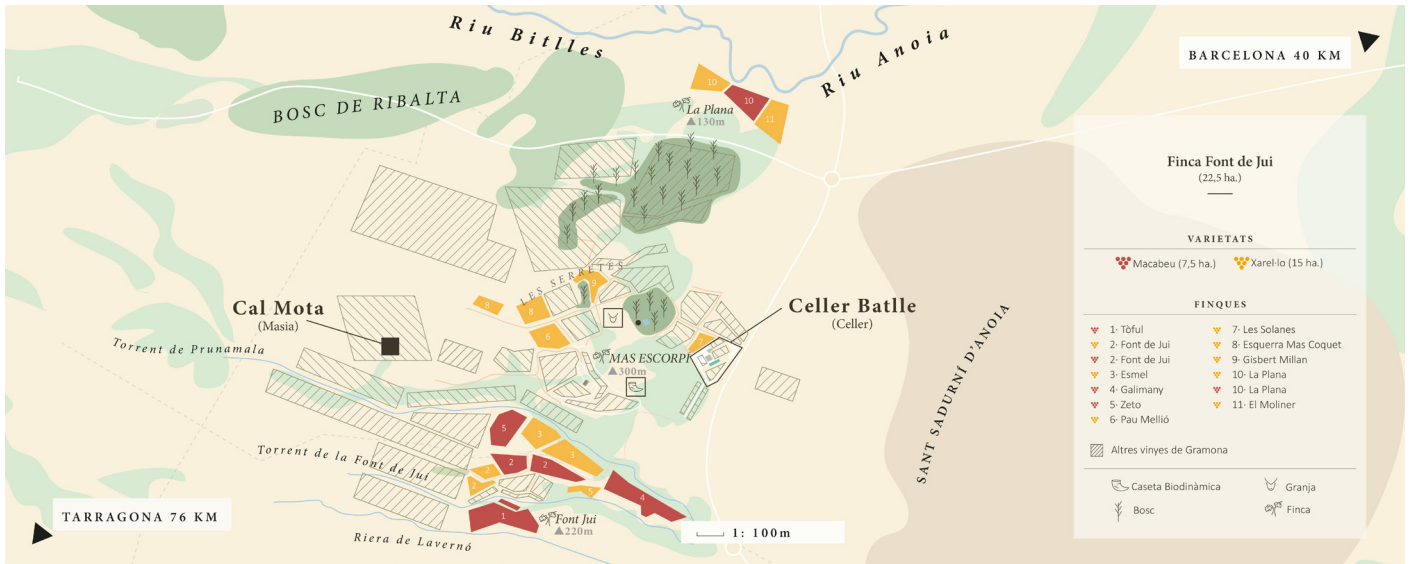 Riu Bitlles
Riu Anoia
BARCELONA 40 KM
BOSC DE RIBALTA
10
10
11
La Plana
130m
LES SERRETES
9
8
8
6
Cal Mota
(Masia)
Celler Batlle
(Celler)
MAS ESCORPÍ
300m
Torrent de Prunamala
Torrent de la Font de Jui
Riera de Lavernó
5
3
3
2
2
2
2
5
4
1
Font Jui
220m
TARRAGONA 76 KM
1: 100m
SANT SADURNÍ D'ANOIA
Finca Font de Jui
(22,5 ha.)
VARIETATS
Macabeu (7,5 ha.)
Xarel·lo (15 ha.)
FINQUES
1· Tòful
2· Font de Jui
2· Font de Jui
3· Esmel
4· Galimany
5· Zeto
6· Pau Mellió
7· Les Solanes
8· Esquerra Mas Coquet
9· Gisbert Millan
10· La Plana
10· La Plana
11· El Moliner
Altres vinyes de Gramona
Caseta Biodinàmica
Granja
Bosc
Finca